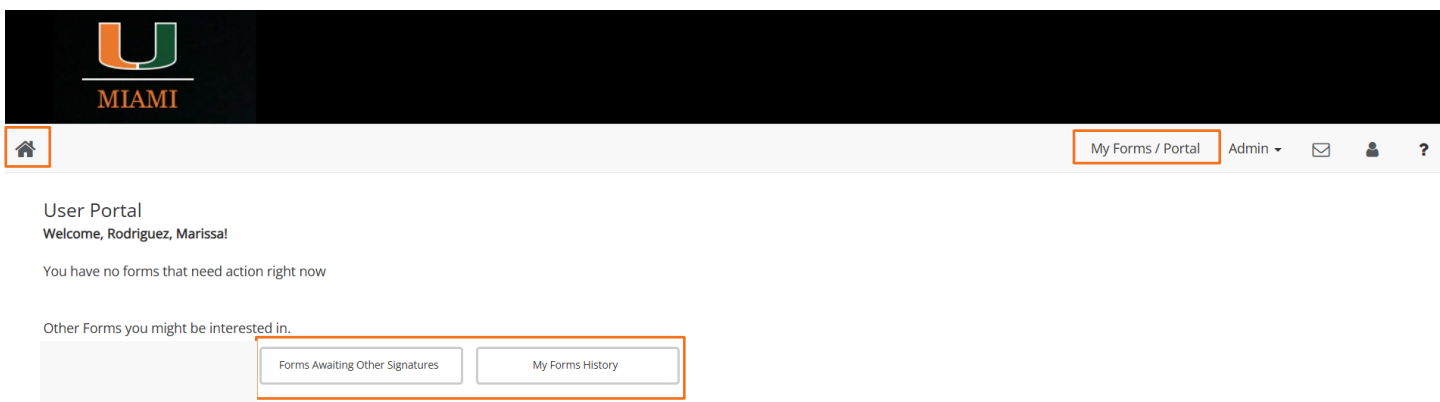 MIAMI
My Forms / Portal Admin ?
User Portal
Welcome, Rodriguez, Marissa!
You have no forms that need action right now
Other Forms you might be interested in.
Forms Awaiting Other Signatures My Forms History